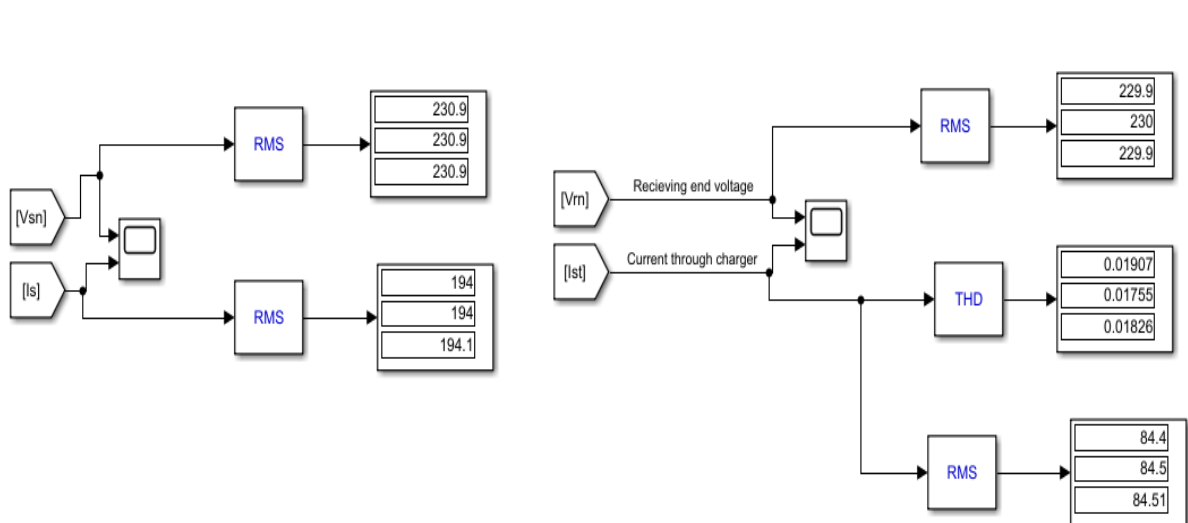 [Vsn]
[Is]
RMS
230.9
230.9
230.9
RMS
194
194
194.1
[Vrn]
Recieving end voltage
[Ist]
Current through charger
RMS
229.9
230
229.9
THD
0.01907
0.01755
0.01826
RMS
84.4
84.5
84.51